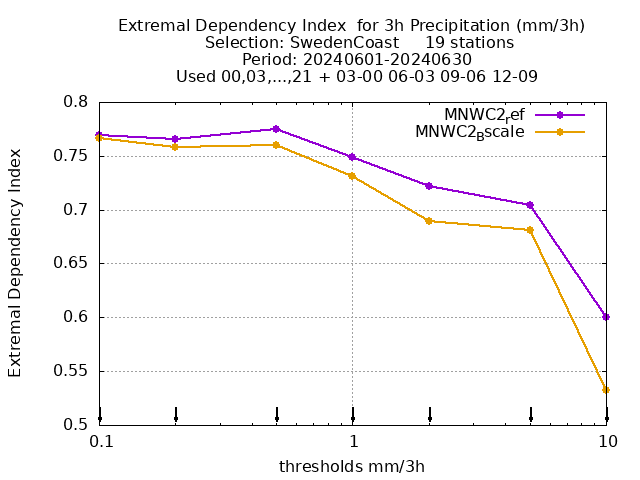 Extremal Dependency Index  for 3h Precipitation (mm/3h)
Selection: SwedenCoast     19 stations
Period: 20240601-20240630
Used 00,03,...,21 + 03-00 06-03 09-06 12-09
MNWC2ref
MNWC2Bscale
0.8
0.75
0.7
0.65
0.6
0.55
0.5
Extremal Dependency Index
0.1
1
10
thresholds mm/3h